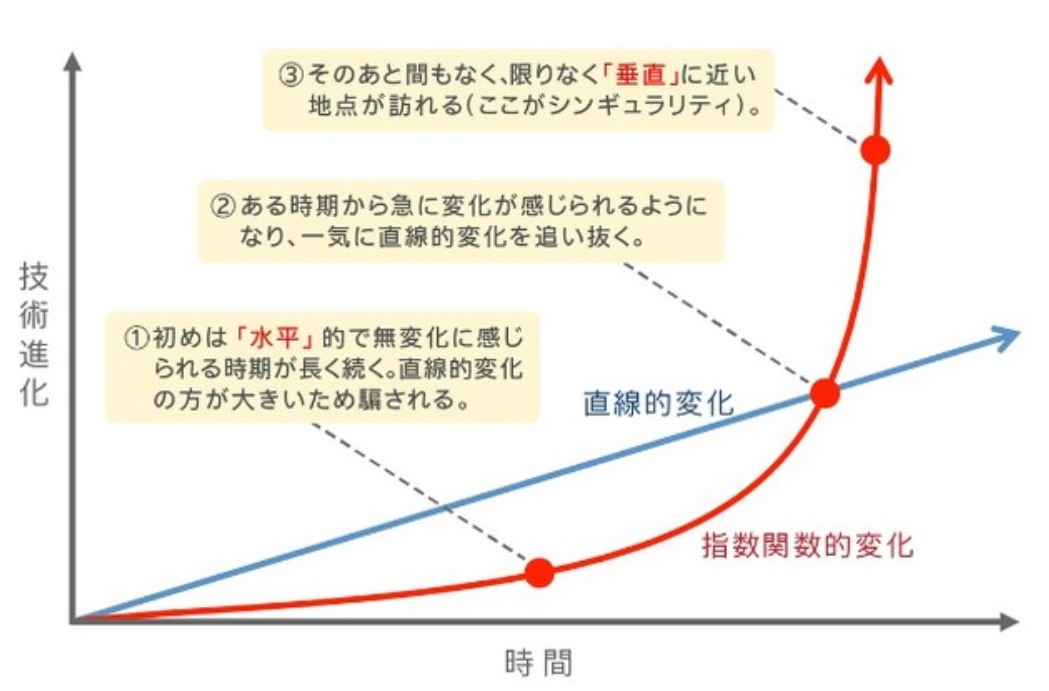 ③そのあと間もなく、限りなく「垂直」に近い
地点が訪れる(ここがシンギュラリティ)。
②ある時期から急に変化が感じられるように
なり、一気に直線的変化を追い抜く。
①初めは「水平」的で無変化に感じ
られる時期が長く続く。直線的変化
の方が大きいため騙される。
技術進化
直線的変化
指数関数的変化
時間